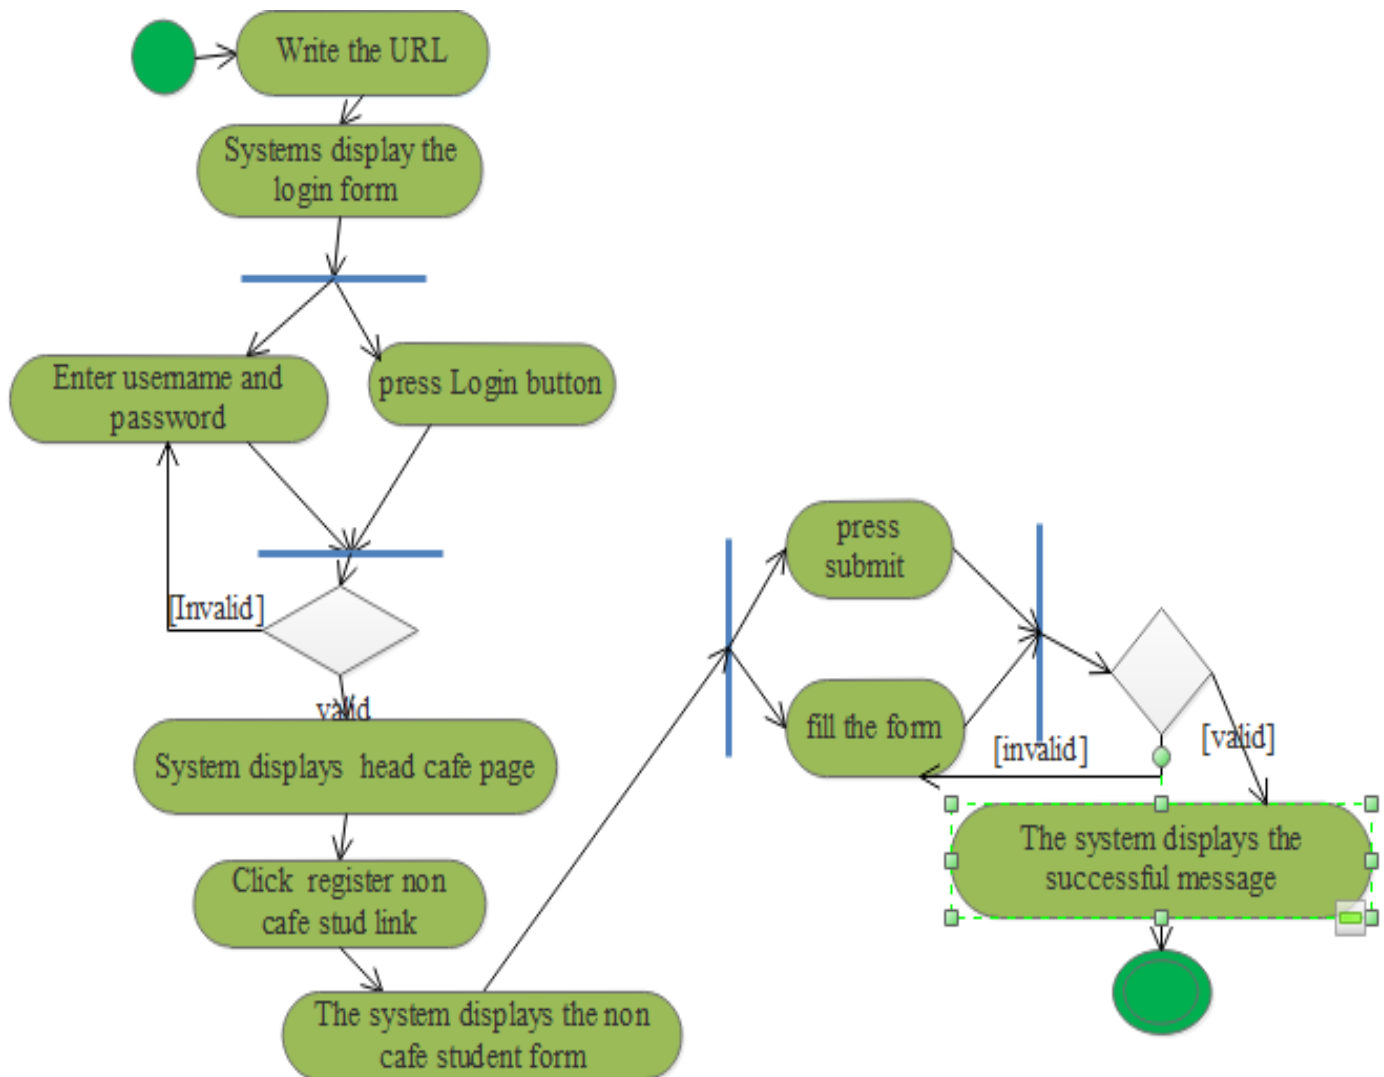 Write the URL
Systems display the
login form
Enter username and
password
press Login button
[Invalid]
valid
System displays head cafe page
Click register non
cafe stud link
The system displays the non
cafe student form
press
submit
fill the form
[invalid]
[valid]
The system displays the
successful message